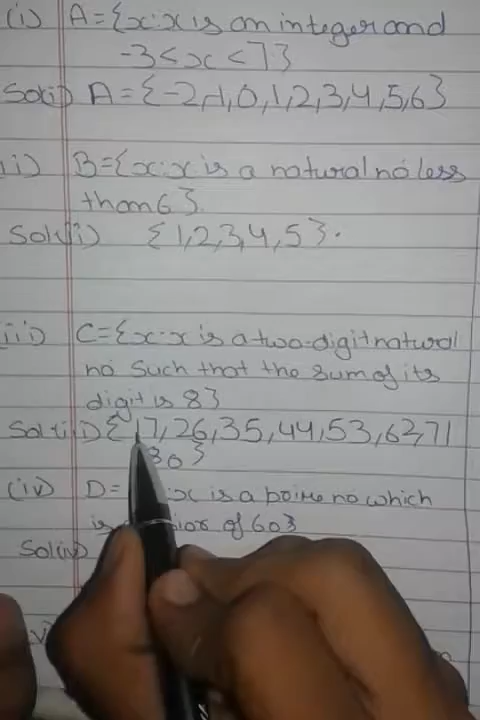 (i) A={x:x is an integer and
-3<x<7}
Sol(i) A={-2,-1,0,1,2,3,4,5,6}
ii) B={x:x is a natural no less
than 6}
Sol(ii) {1,2,3,4,5}.
iii) C={x:x is a two-digit natural
no such that the sum of its
digit is 8}
Sol(iii) {17,26,35,44,53,62,71
80}
(iv) D= x is a prime no which
is of 60}
Sol(iv)